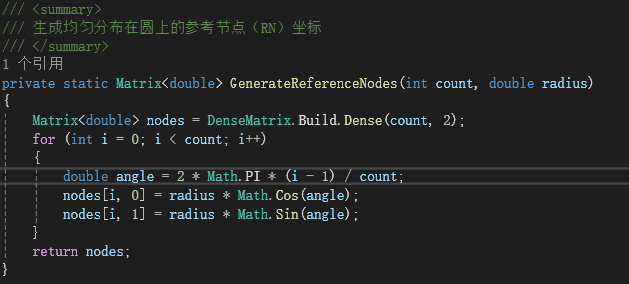 /// <summary>
/// 生成均匀分布在圆上的参考节点（RN）坐标
/// </summary>
1 个引用
private static Matrix<double> GenerateReferenceNodes(int count, double radius)
{
Matrix<double> nodes = DenseMatrix.Build.Dense(count, 2);
for (int i = 0; i < count; i++)
{
double angle = 2 * Math.PI * (i - 1) / count;
nodes[i, 0] = radius * Math.Cos(angle);
nodes[i, 1] = radius * Math.Sin(angle);
}
return nodes;
}